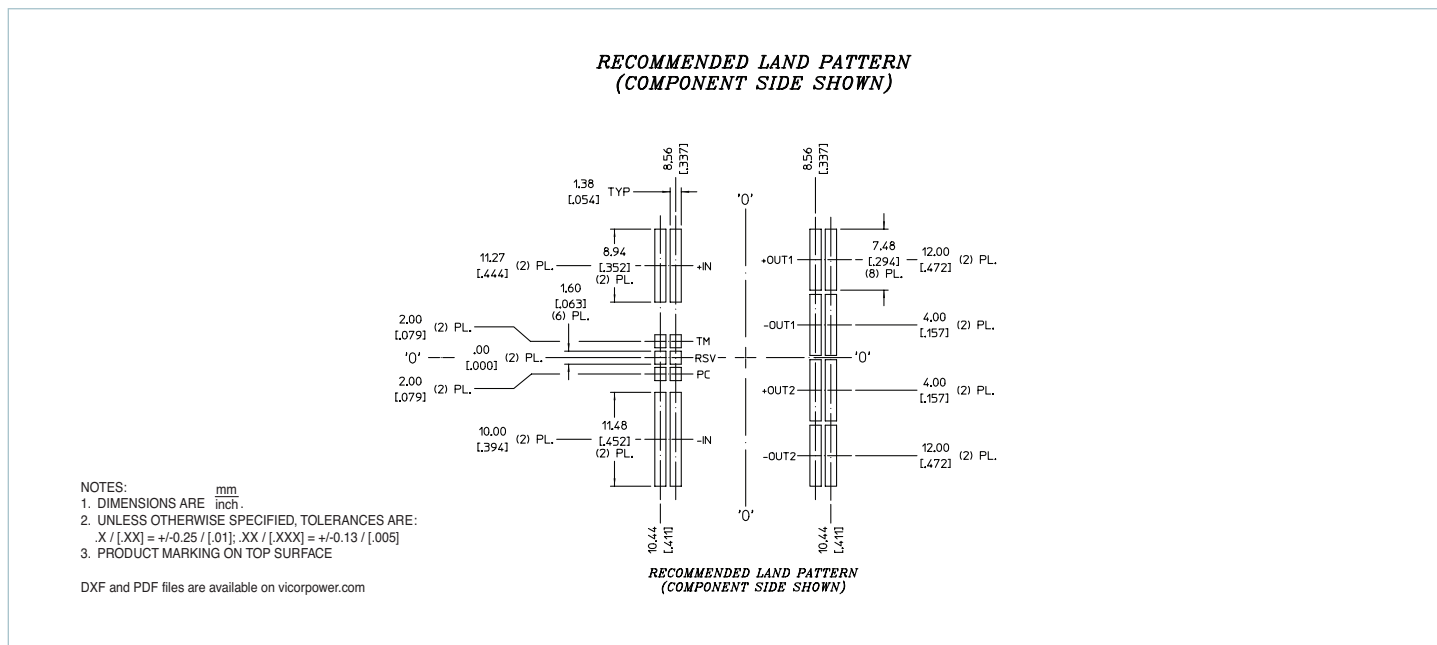 RECOMMENDED LAND PATTERN
(COMPONENT SIDE SHOWN)
8.56
[.337]
8.56
[.337]
1.38
[.054]
TYP
'0'
11.27
[.444]
(2) PL.
8.94
[.352]
(2) PL.
+IN
+OUT1
7.48
[.294]
(8) PL.
12.00
[.472]
(2) PL.
1.60
[.063]
(6) PL.
2.00
[.079]
(2) PL.
TM
-OUT1
4.00
[.157]
(2) PL.
'0'
.00
[.000]
(2) PL.
RSV
'0'
2.00
[.079]
(2) PL.
PC
+OUT2
4.00
[.157]
(2) PL.
10.00
[.394]
(2) PL.
11.48
[.452]
(2) PL.
-IN
-OUT2
12.00
[.472]
(2) PL.
'0'
10.44
[.411]
10.44
[.411]
RECOMMENDED LAND PATTERN
(COMPONENT SIDE SHOWN)
NOTES:
mm
1. DIMENSIONS ARE inch.
2. UNLESS OTHERWISE SPECIFIED, TOLERANCES ARE:
.X / [.XX] = +/-0.25 / [.01]; .XX / [.XXX] = +/-0.13 / [.005]
3. PRODUCT MARKING ON TOP SURFACE
DXF and PDF files are available on vicorpower.com